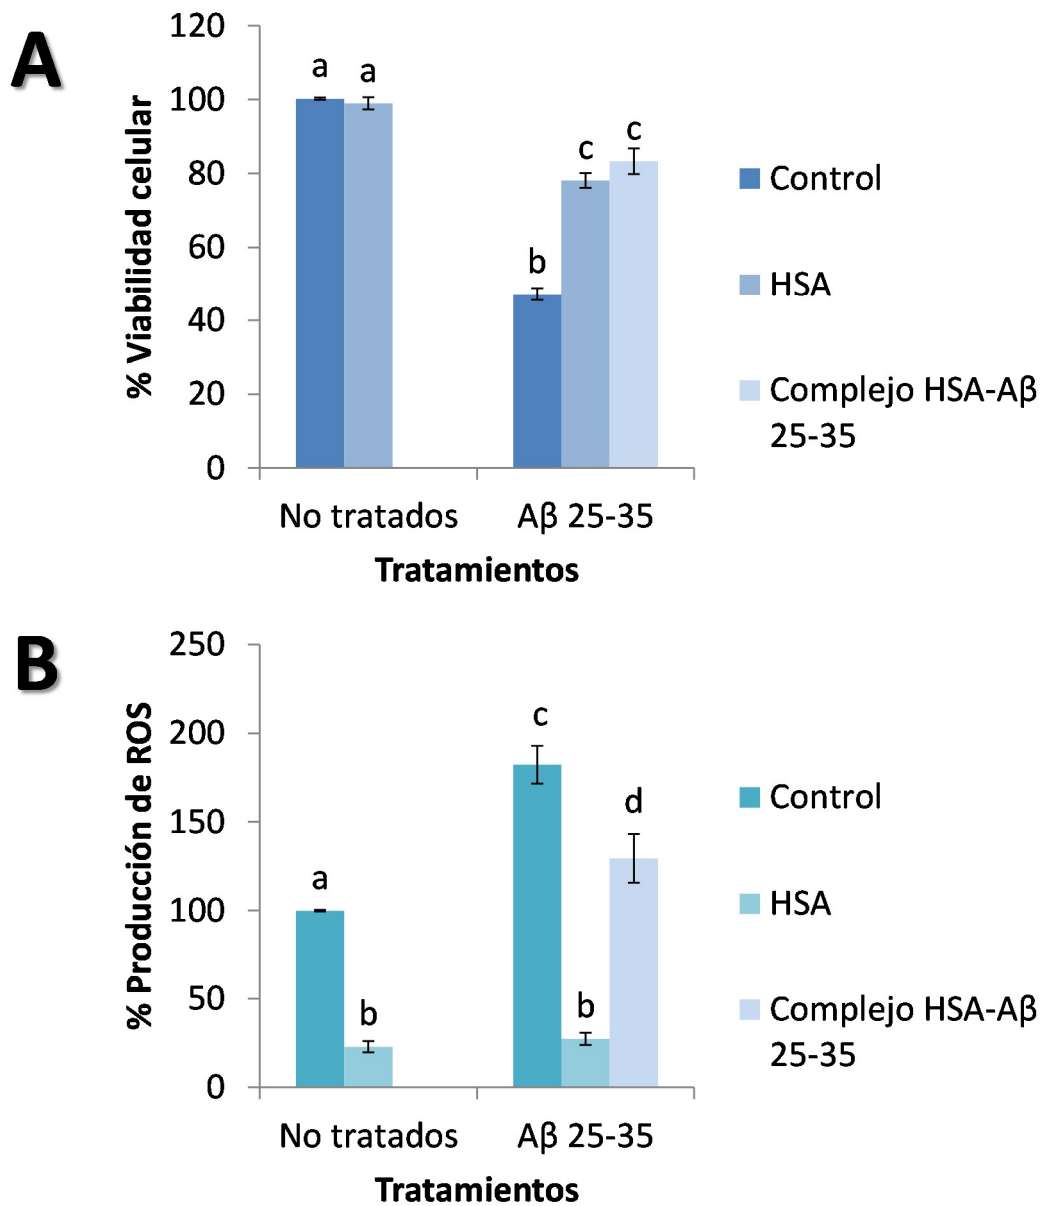 A
120
100
80
60
40
20
0
% Viabilidad celular
a a
b
c
c
No tratados
Aβ 25-35
Tratamientos
Control
HSA
Complejo HSA-Aβ
25-35
B
250
200
150
100
50
0
% Producción de ROS
a
b
c
b
d
No tratados
Aβ 25-35
Tratamientos
Control
HSA
Complejo HSA-Aβ
25-35